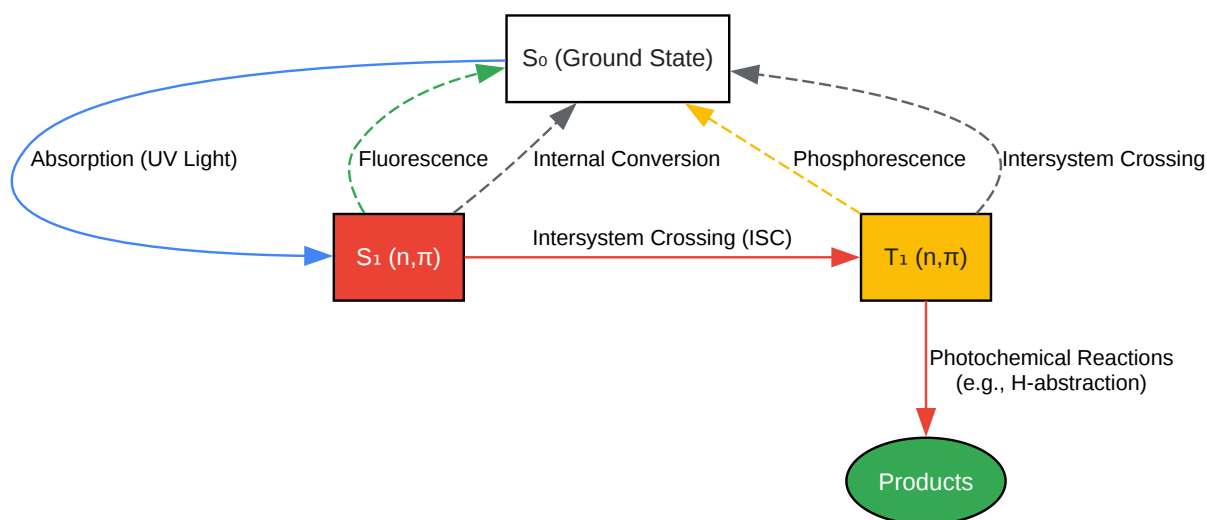 S₀ (Ground State)
Absorption (UV Light)
Fluorescence
Internal Conversion
Phosphorescence
Intersystem Crossing
S₁ (n,π)
Intersystem Crossing (ISC)
T₁ (n,π)
Photochemical Reactions
(e.g., H-abstraction)
Products